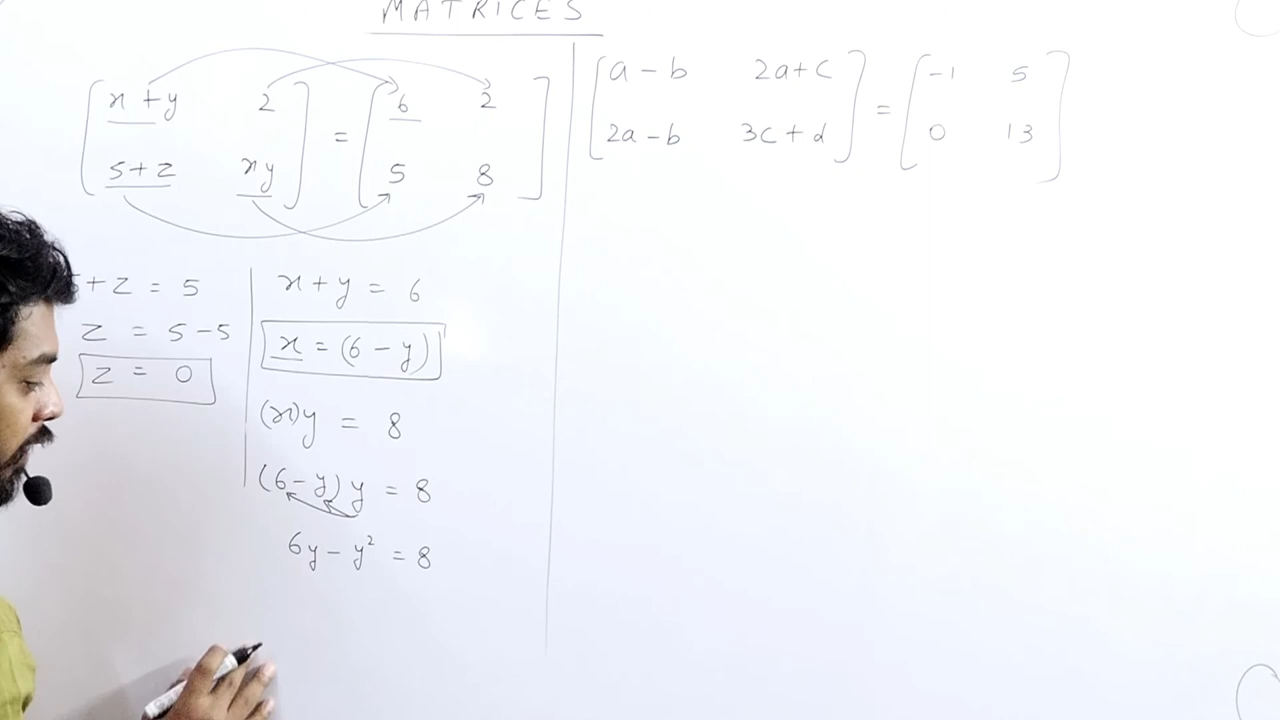 MATRICES
[ x + y 2 ] = [ 6 2 ]
[ 5 + z xy ] [ 5 8 ]
+ z = 5
z = 5 - 5
z = 0
x + y = 6
x = (6 - y)
(x)y = 8
(6 - y) y = 8
6y - y² = 8
[ a - b 2a + c ] = [ -1 5 ]
[ 2a - b 3c + d ] [ 0 13 ]